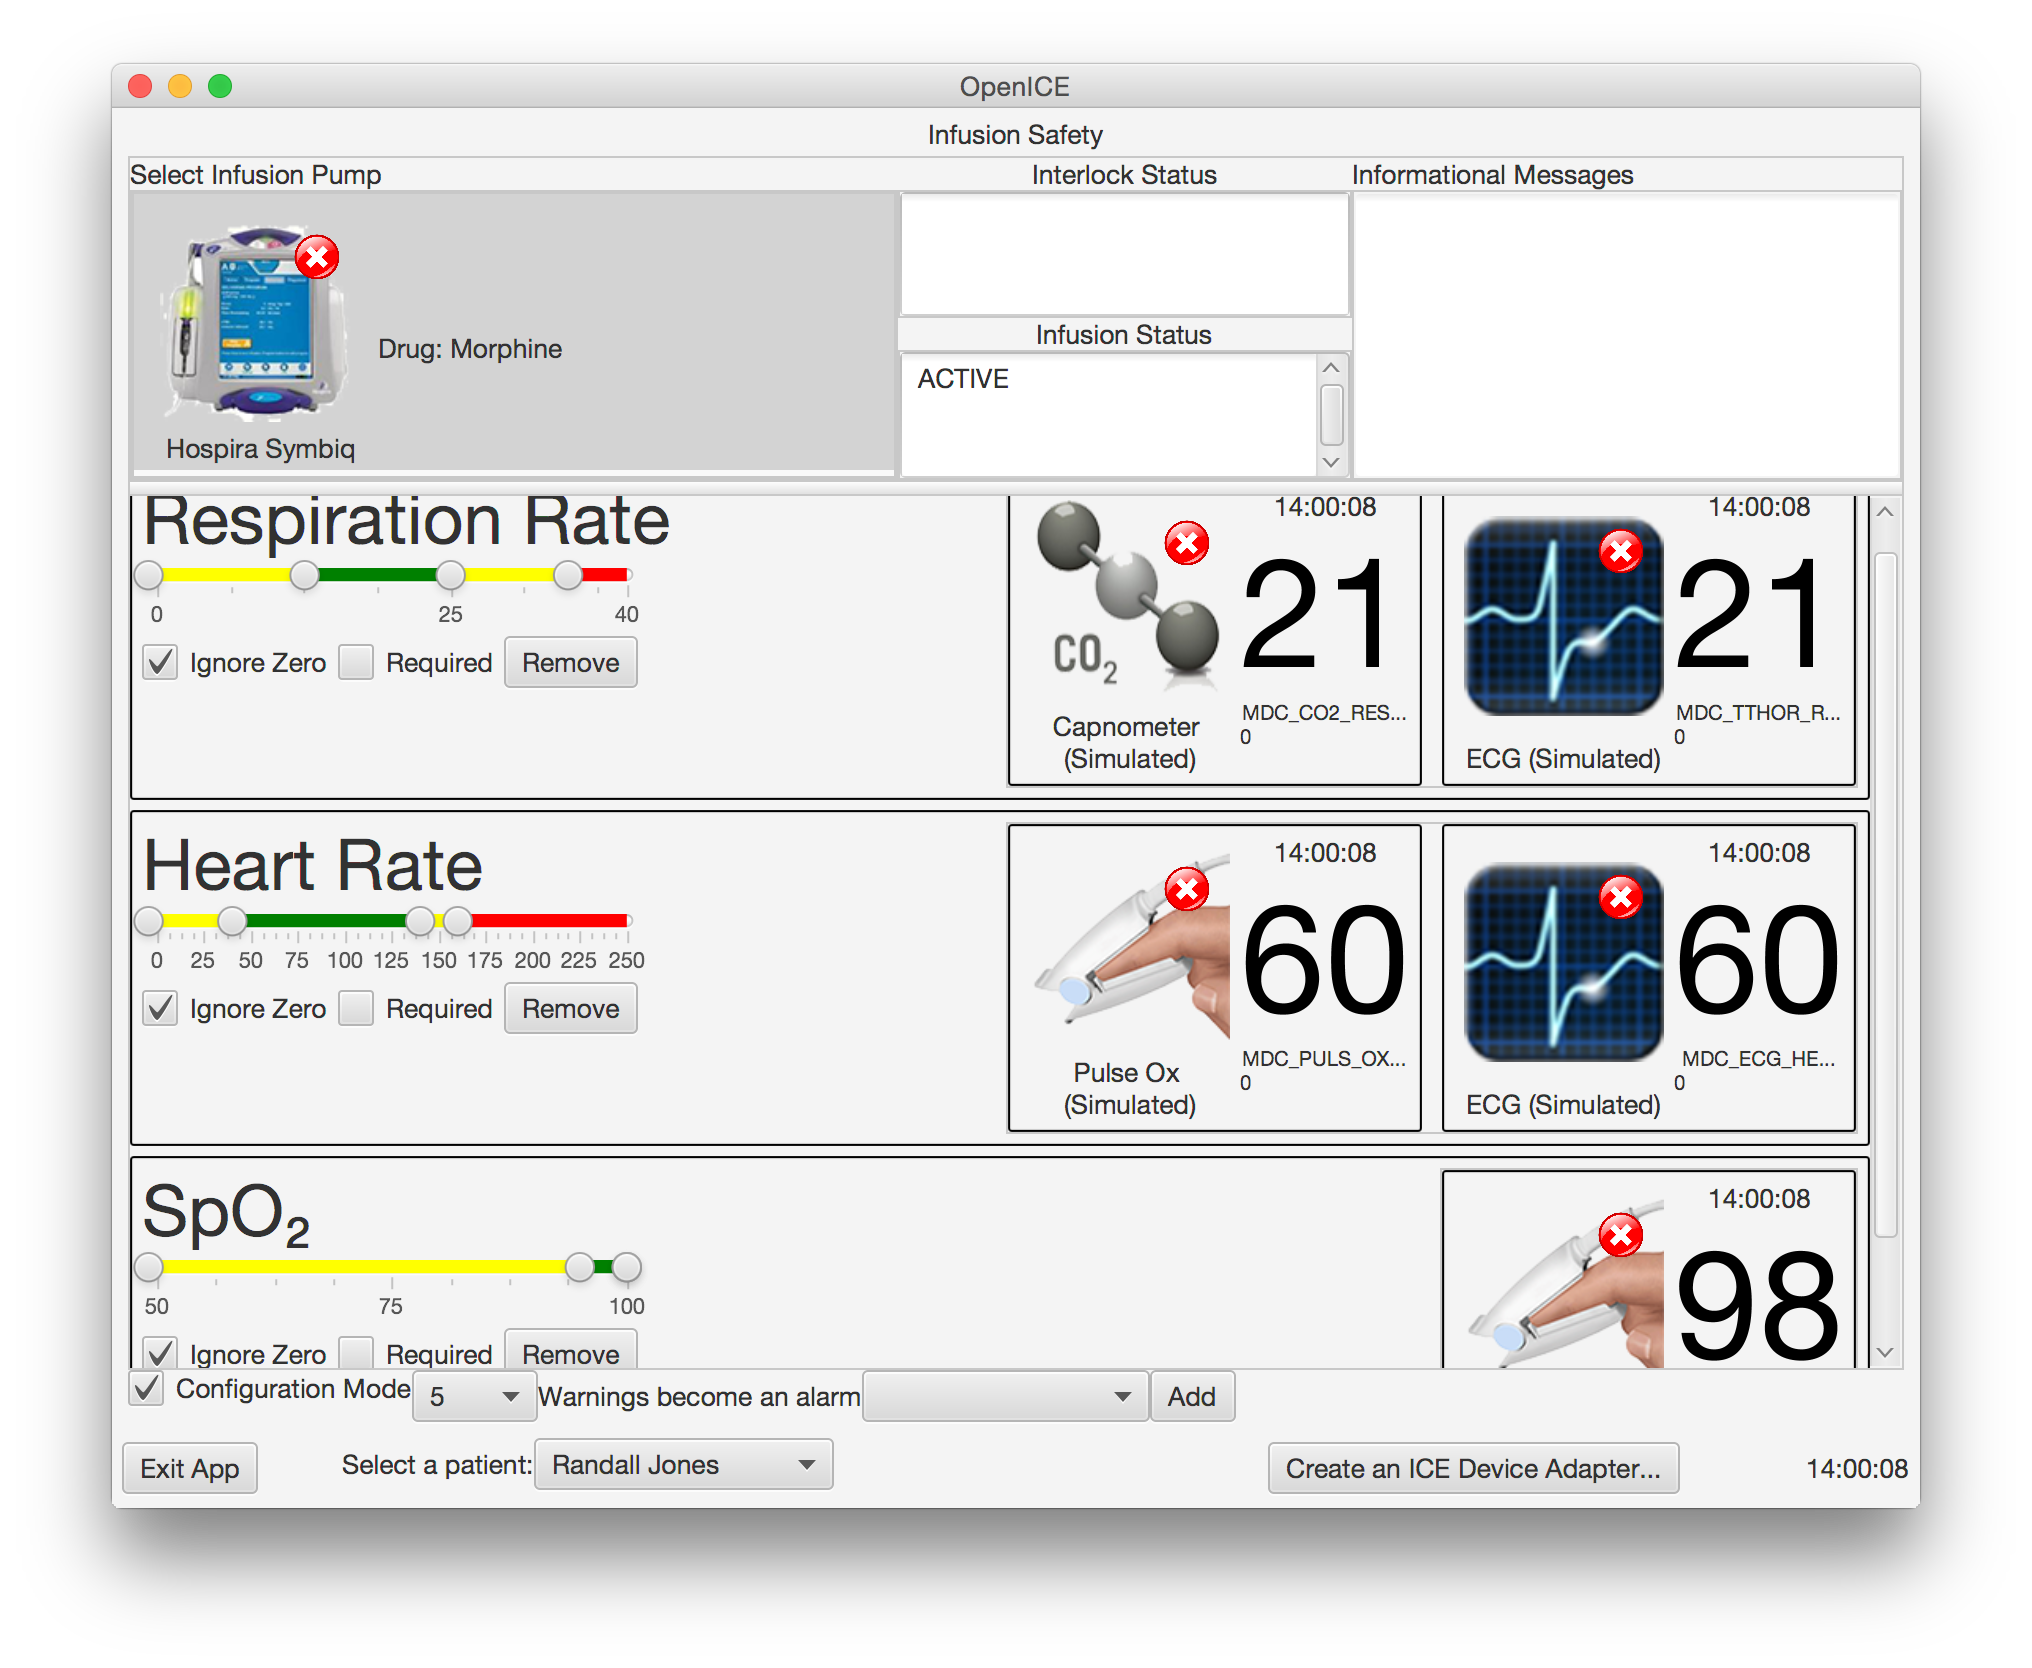 OpenICE
Infusion Safety
Select Infusion Pump
Interlock Status
Informational Messages
Drug: Morphine
Hospira Symbiq
Infusion Status
ACTIVE
Respiration Rate
0 25 40
Ignore Zero Required Remove
CO2
Capnometer
(Simulated)
14:00:08
21
MDC_CO2_RES...
0
ECG (Simulated)
14:00:08
21
MDC_TTHOR_R...
0
Heart Rate
0 25 50 75 100 125 150 175 200 225 250
Ignore Zero Required Remove
Pulse Ox
(Simulated)
14:00:08
60
MDC_PULS_OX...
0
ECG (Simulated)
14:00:08
60
MDC_ECG_HE...
0
SpO₂
50 75 100
Ignore Zero Required Remove
14:00:08
98
Configuration Mode 5 Warnings become an alarm Add
Exit App Select a patient: Randall Jones Create an ICE Device Adapter... 14:00:08